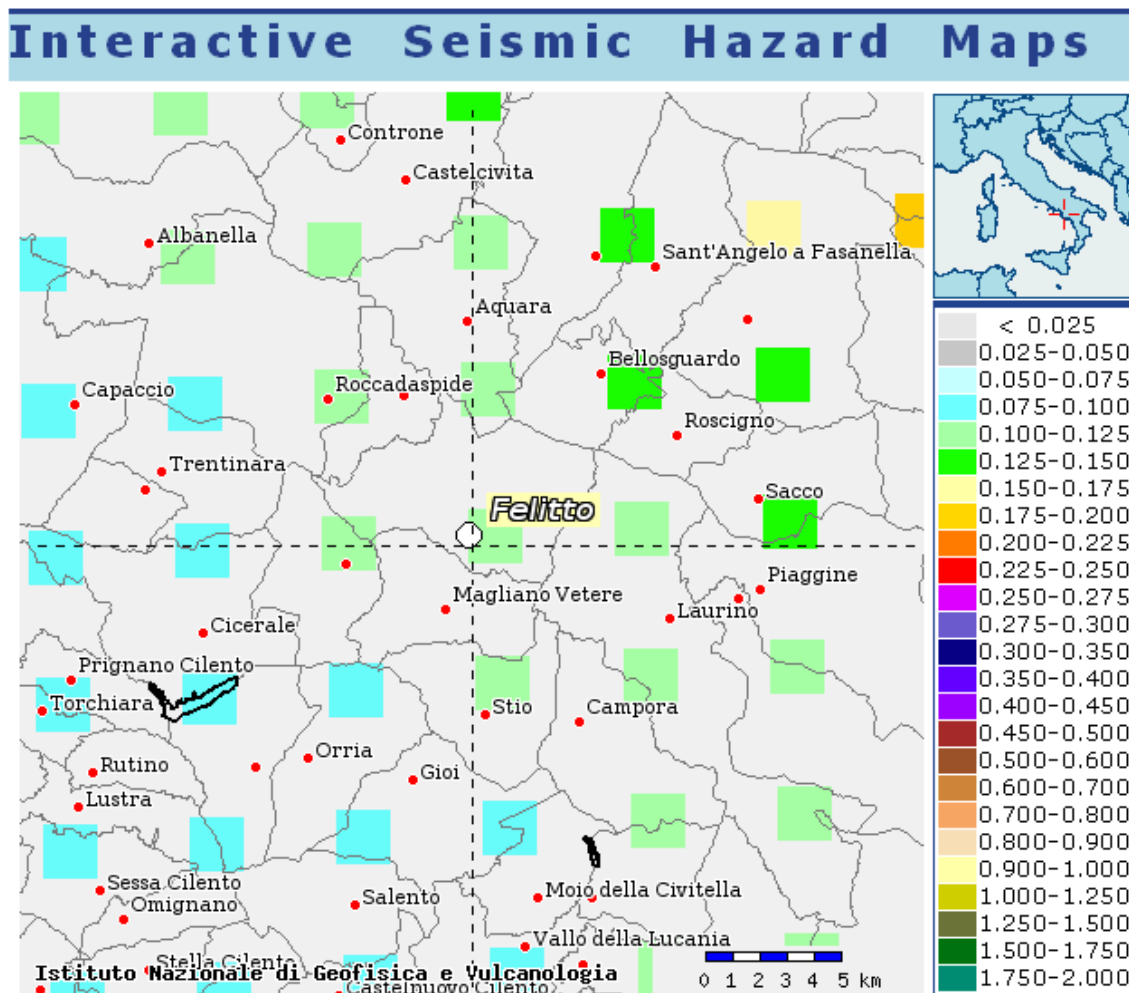 Interactive Seismic Hazard Maps
Controne
Castelcivita
Albanella
Sant'Angelo a Fasanella
Aquara
Bellosguardo
Capaccio
Roccadaspide
Roscigno
Trentinara
Sacco
Felitto
Piaggine
Magliano Vetere
Laurino
Cicerale
Prignano Cilento
Torchiara
Stio
Campora
Orria
Rutino
Gioi
Lustra
Sessa Cilento
Omignano
Salento
Moio della Civitella
Vallo della Lucania
Stella Cilento
Istituto Nazionale di Geofisica e Vulcanologia
Castelnuovo Cilento
0 1 2 3 4 5 km
< 0.025
0.025-0.050
0.050-0.075
0.075-0.100
0.100-0.125
0.125-0.150
0.150-0.175
0.175-0.200
0.200-0.225
0.225-0.250
0.250-0.275
0.275-0.300
0.300-0.350
0.350-0.400
0.400-0.450
0.450-0.500
0.500-0.600
0.600-0.700
0.700-0.800
0.800-0.900
0.900-1.000
1.000-1.250
1.250-1.500
1.500-1.750
1.750-2.000